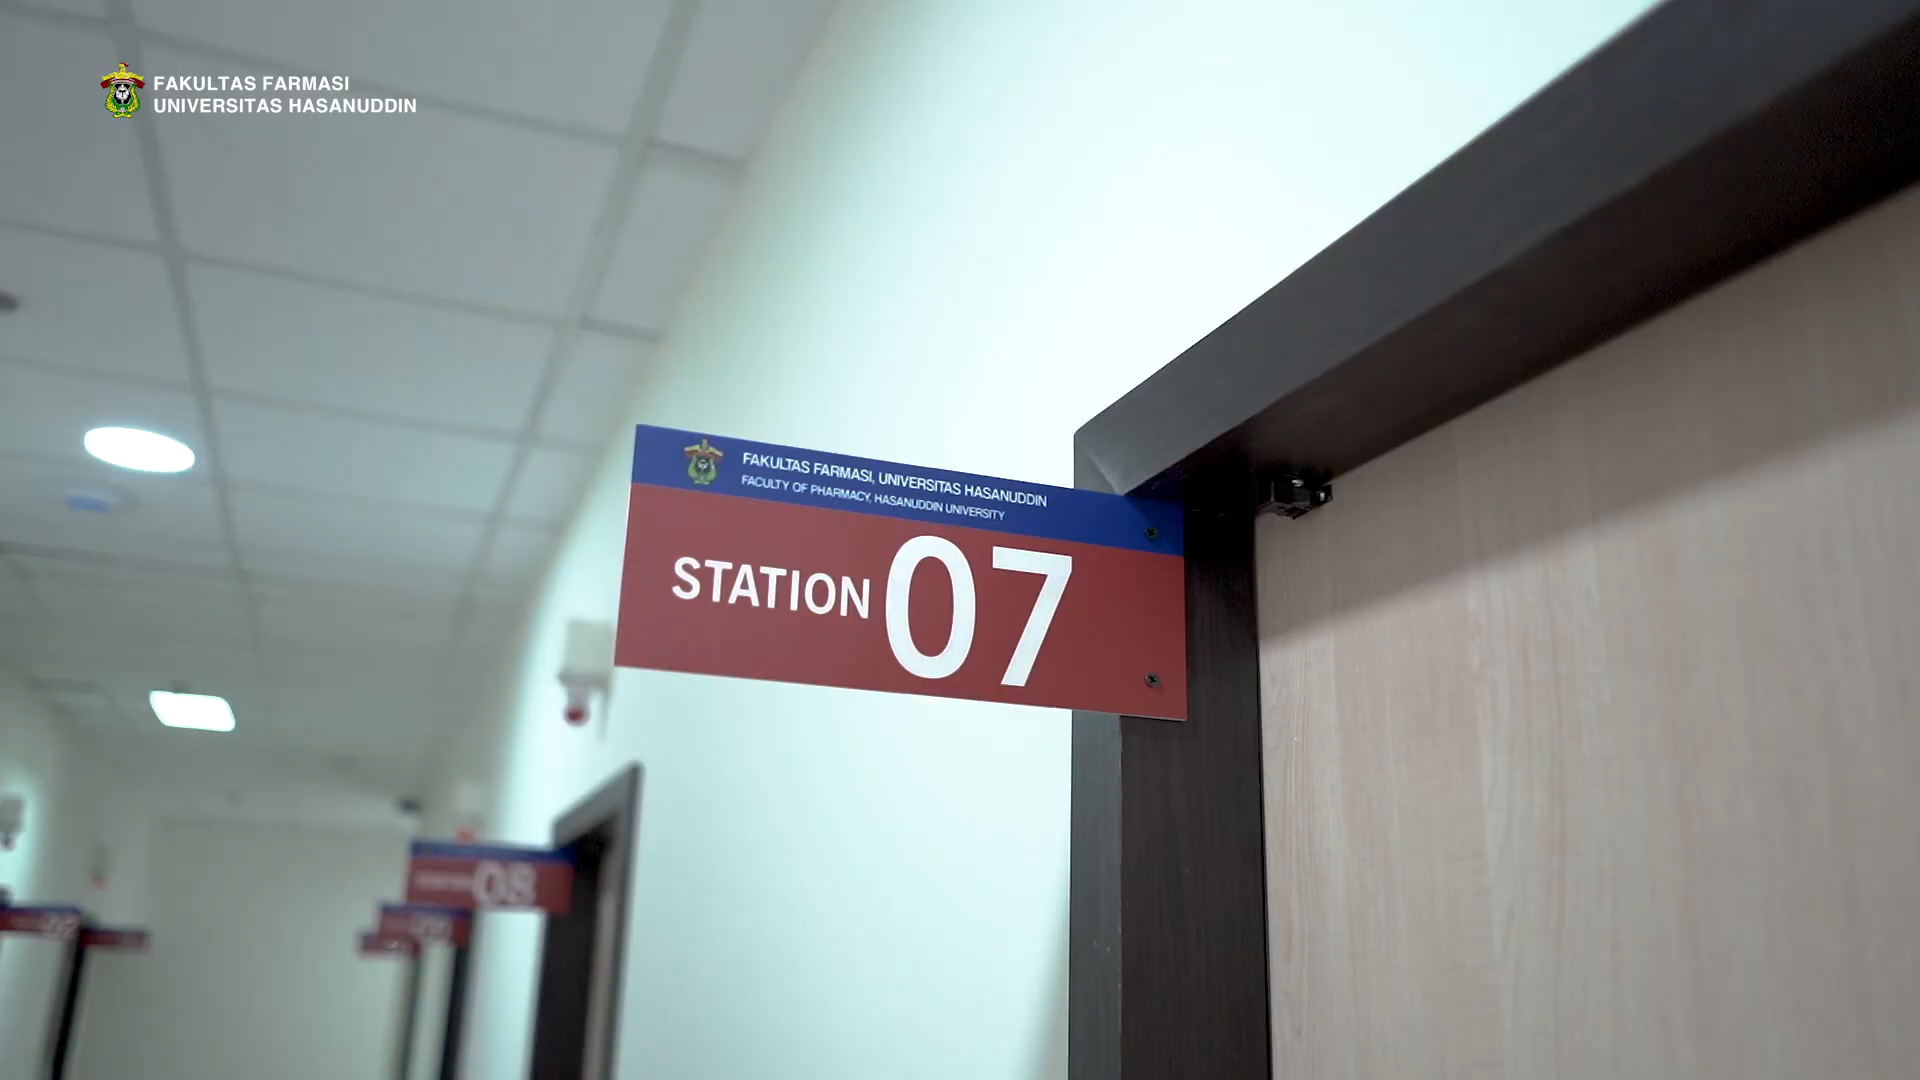 FAKULTAS FARMASI
UNIVERSITAS HASANUDDIN
FAKULTAS FARMASI, UNIVERSITAS HASANUDDIN
FACULTY OF PHARMACY, HASANUDDIN UNIVERSITY
STATION 07
08